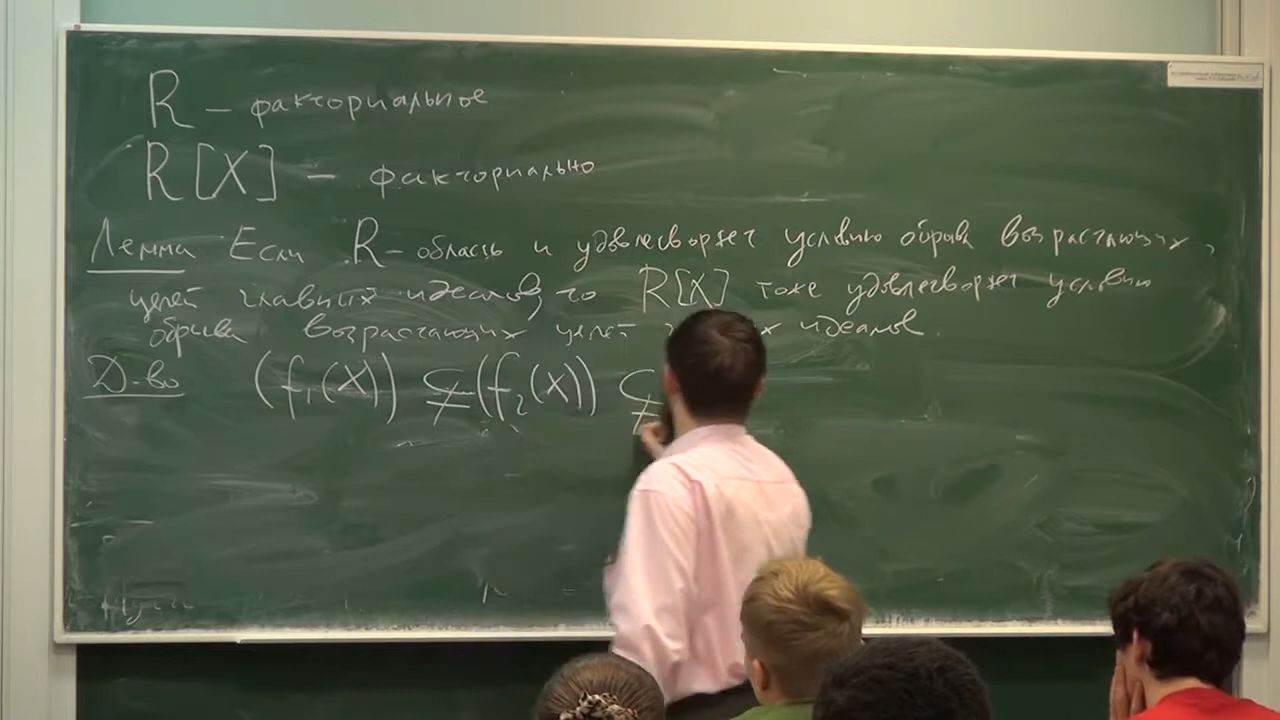 R – факториальное
R[X] – факториально
Лемма Если R – область и удовлетворяет условию обрыва возрастающих
цепей главных идеалов, то R[X] тоже удовлетворяет условию
обрыва возрастающих цепей идеалов.
Д-во (f₁(X)) ⊊ (f₂(X)) ⊊